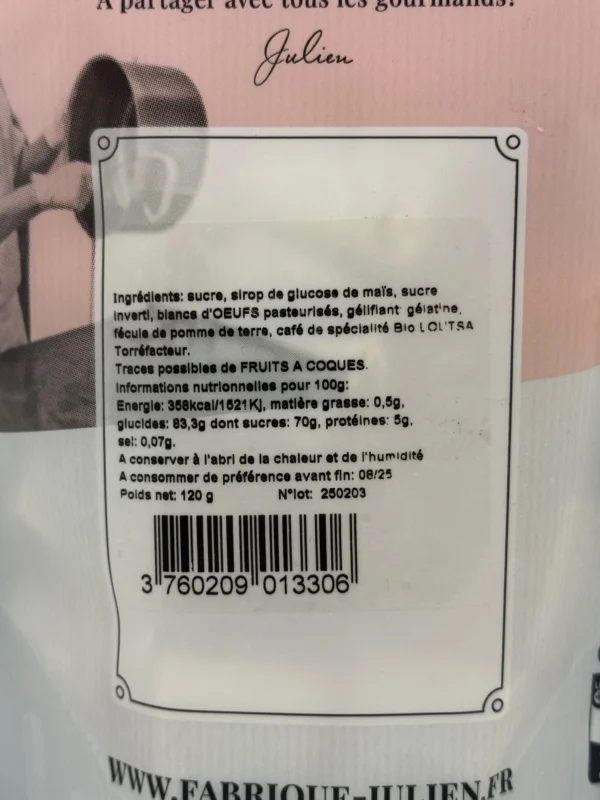 A partager avec tous les gourmands!
Julien
Ingrédients: sucre, sirop de glucose de maïs, sucre
inverti, blancs d'OEUFS pasteurisés, gélifiant gélatine,
fécule de pomme de terre, café de spécialité Bio LOUTSA
Torréfacteur.
Traces possibles de FRUITS A COQUES.
Informations nutrionnelles pour 100g:
Energie: 358kcal/1521Kj, matière grasse: 0,5g,
glucides: 83,3g dont sucres: 70g, protéines: 5g,
sel: 0,07g.
A conserver à l'abri de la chaleur et de l'humidité
A consommer de préférence avant fin: 08/25
Poids net: 120 g N°lot: 250203
3 760209 013306
WWW.FABRIQUE-JULIEN.FR